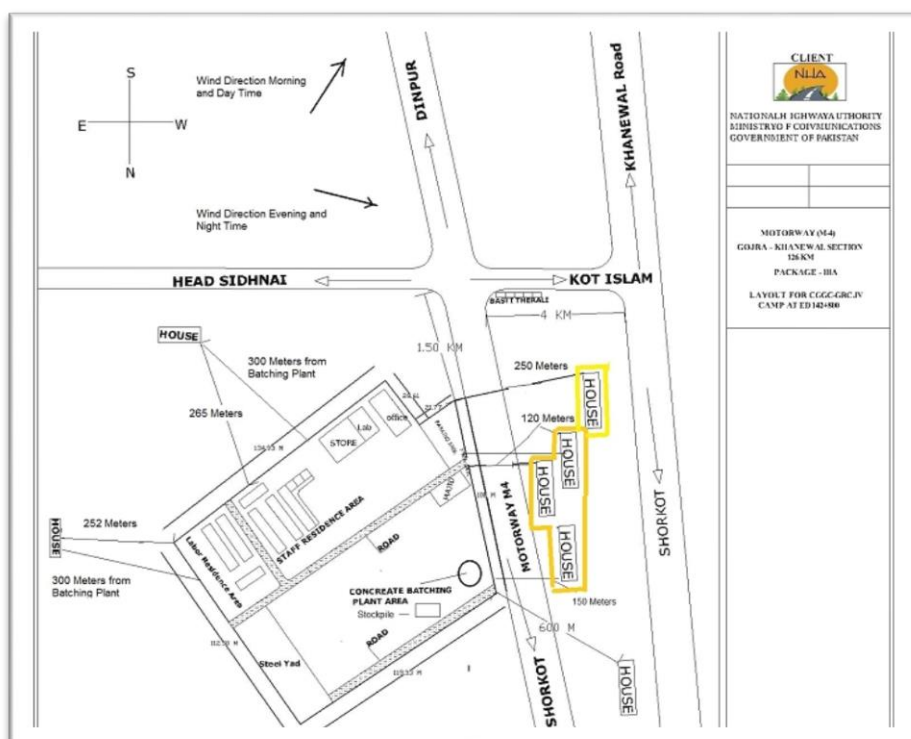 S
E
W
N
Wind Direction Morning
and Day Time
Wind Direction Evening and
Night Time
DINPUR
KHANEWAL Road
CLIENT
NHA
NATIONALH IGHWAYA UTHORITY
MINISTRYO F COIVMUNICATIONS
GOVERNMENT OF PAKISTAN
MOTORWAY (M-4)
GOJRA - KHANEWAL SECTION
126 KM
PACKAGE - IIIA
LAYOUT FOR CGGC-GRC.JV
CAMP AT ED 142+800
HEAD SIDHNAI
KOT ISLAM
BASTI THERALI
4 KM
1.50 KM
HOUSE
300 Meters from
Batching Plant
265 Meters
250 Meters
HOUSE
120 Meters
HOUSE
HOUSE
HOUSE
150 Meters
600 M
HOUSE
office
Lab
STORE
STAFF RESIDENCE AREA
Labor Residence Area
ROAD
CONCREATE BATCHING
PLANT AREA
Stockpile
ROAD
Steel Yad
HOUSE
252 Meters
300 Meters from
Batching Plant
MOTORWAY M4
SHORKOT
SHORKOT